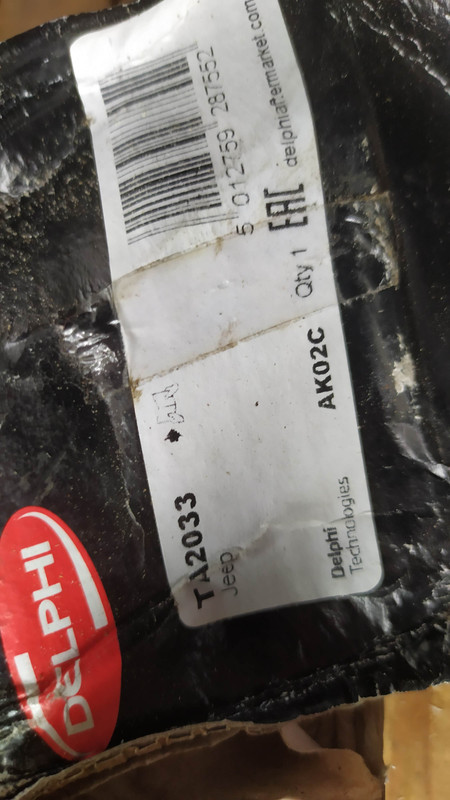 TA2033
Jeep
Delphi
Technologies
AK02C
Qty 1
EAC
5 012759 287552
delphiaftermarket.com
DELPHI